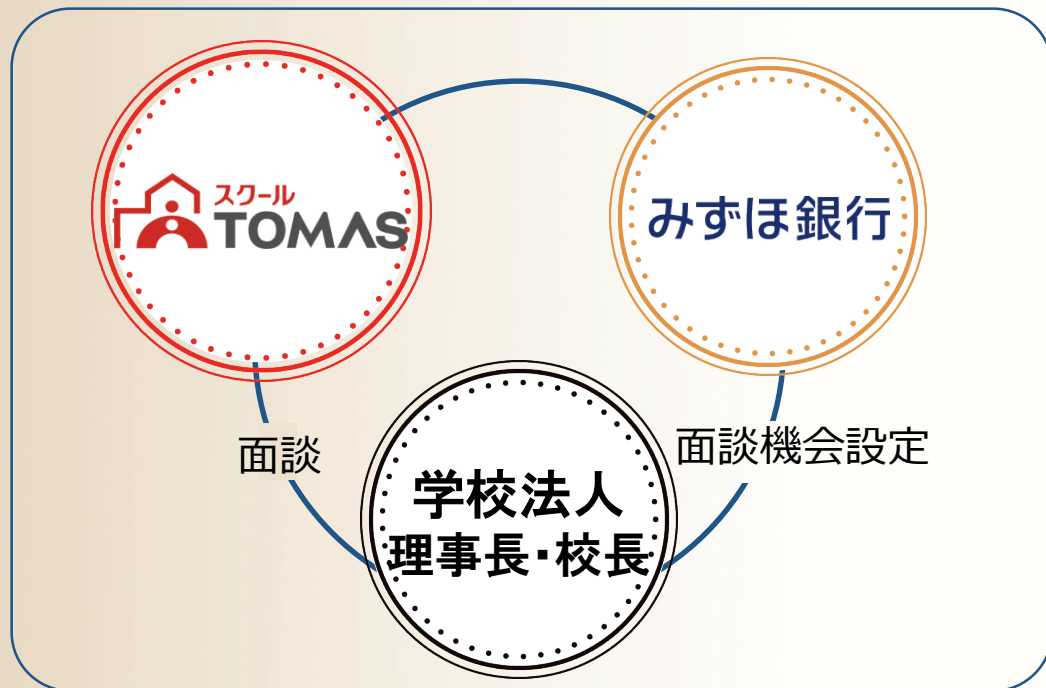 スクール
TOMAS
みずほ銀行
面談
面談機会設定
学校法人
理事長・校長